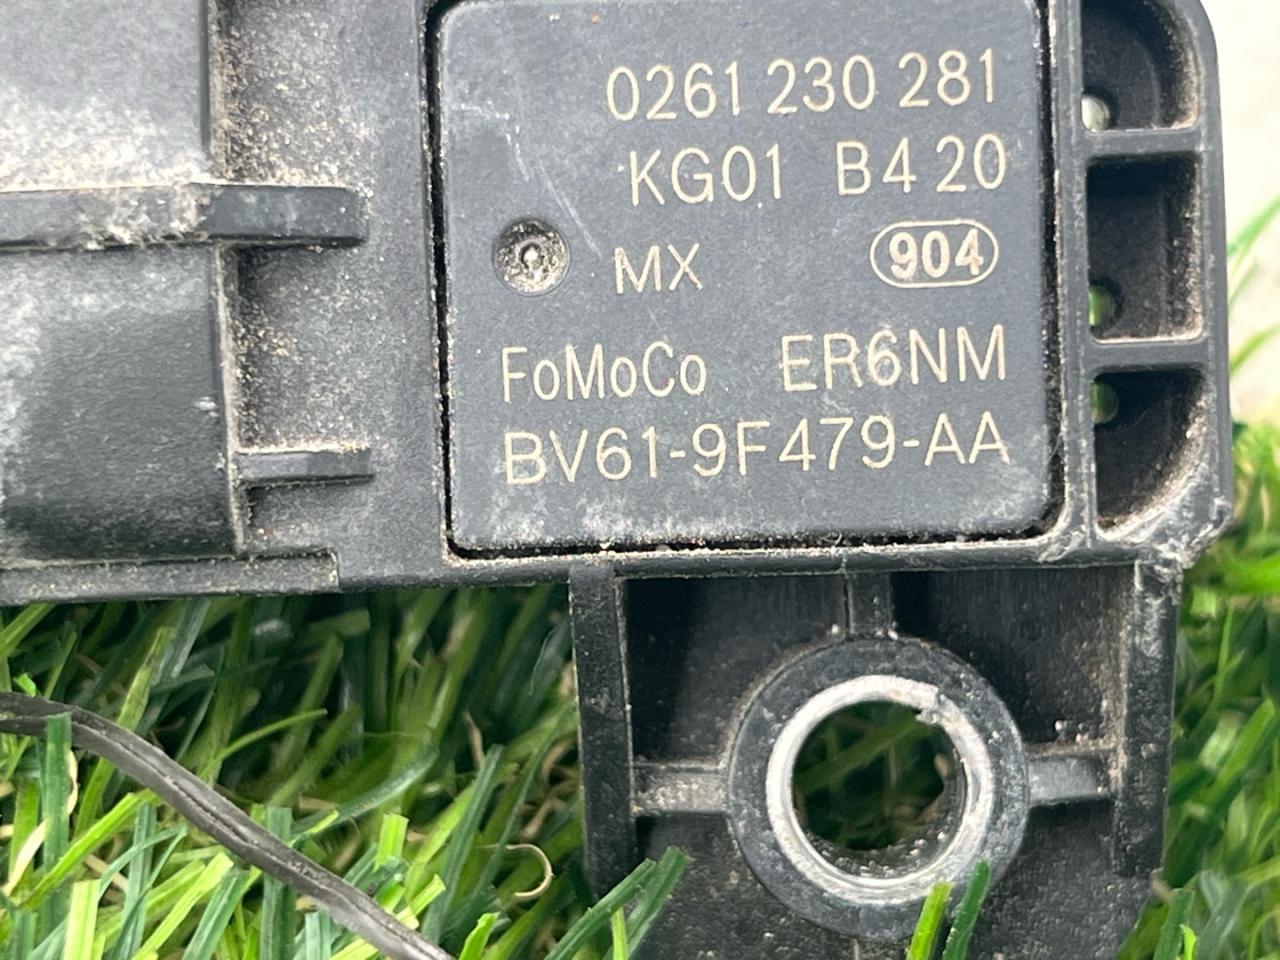 0261 230 281
KG01 B4 20
MX 904
FoMoCo ER6NM
BV61-9F479-AA